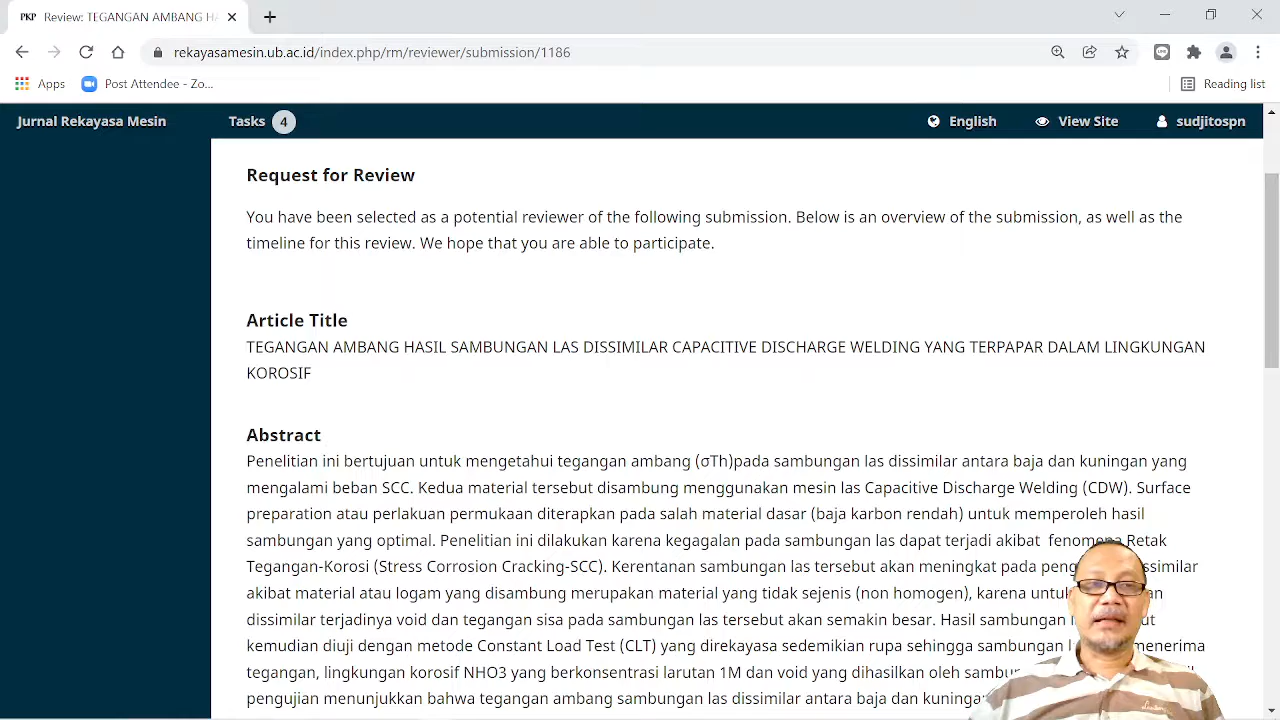 PKP Review: TEGANGAN AMBANG HA
rekayasamesin.ub.ac.id/index.php/rm/reviewer/submission/1186
Apps Post Attendee - Zo... Reading list
Jurnal Rekayasa Mesin Tasks 4 English View Site sudjitospn
Request for Review
You have been selected as a potential reviewer of the following submission. Below is an overview of the submission, as well as the
timeline for this review. We hope that you are able to participate.
Article Title
TEGANGAN AMBANG HASIL SAMBUNGAN LAS DISSIMILAR CAPACITIVE DISCHARGE WELDING YANG TERPAPAR DALAM LINGKUNGAN
KOROSIF
Abstract
Penelitian ini bertujuan untuk mengetahui tegangan ambang (σTh)pada sambungan las dissimilar antara baja dan kuningan yang
mengalami beban SCC. Kedua material tersebut disambung menggunakan mesin las Capacitive Discharge Welding (CDW). Surface
preparation atau perlakuan permukaan diterapkan pada salah material dasar (baja karbon rendah) untuk memperoleh hasil
sambungan yang optimal. Penelitian ini dilakukan karena kegagalan pada sambungan las dapat terjadi akibat fenomena Retak
Tegangan-Korosi (Stress Corrosion Cracking-SCC). Kerentanan sambungan las tersebut akan meningkat pada
akibat material atau logam yang disambung merupakan material yang tidak sejenis (non homogen), karena
dissimilar terjadinya void dan tegangan sisa pada sambungan las tersebut akan semakin besar. Hasil sambungan
kemudian diuji dengan metode Constant Load Test (CLT) yang direkayasa sedemikian rupa sehingga sambungan menerima
tegangan, lingkungan korosif NHO3 yang berkonsentrasi larutan 1M dan void yang dihasilkan oleh
pengujian menunjukkan bahwa tegangan ambang sambungan las dissimilar antara baja dan